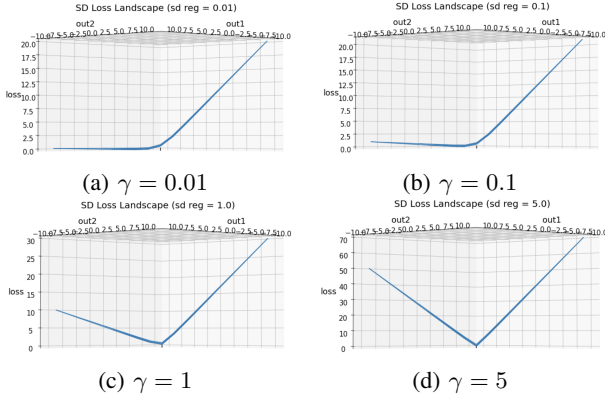 SD Loss Landscape (sd reg = 0.01)
out2 out1
loss
20.0
17.5
15.0
12.5
10.0
7.5
5.0
2.5
0.0
(a) γ = 0.01
SD Loss Landscape (sd reg = 0.1)
out2 out1
loss
20.0
17.5
15.0
12.5
10.0
7.5
5.0
2.5
0.0
(b) γ = 0.1
SD Loss Landscape (sd reg = 1.0)
out2 out1
loss
30
25
20
15
10
5
0
(c) γ = 1
SD Loss Landscape (sd reg = 5.0)
out2 out1
loss
70
60
50
40
30
20
10
0
(d) γ = 5